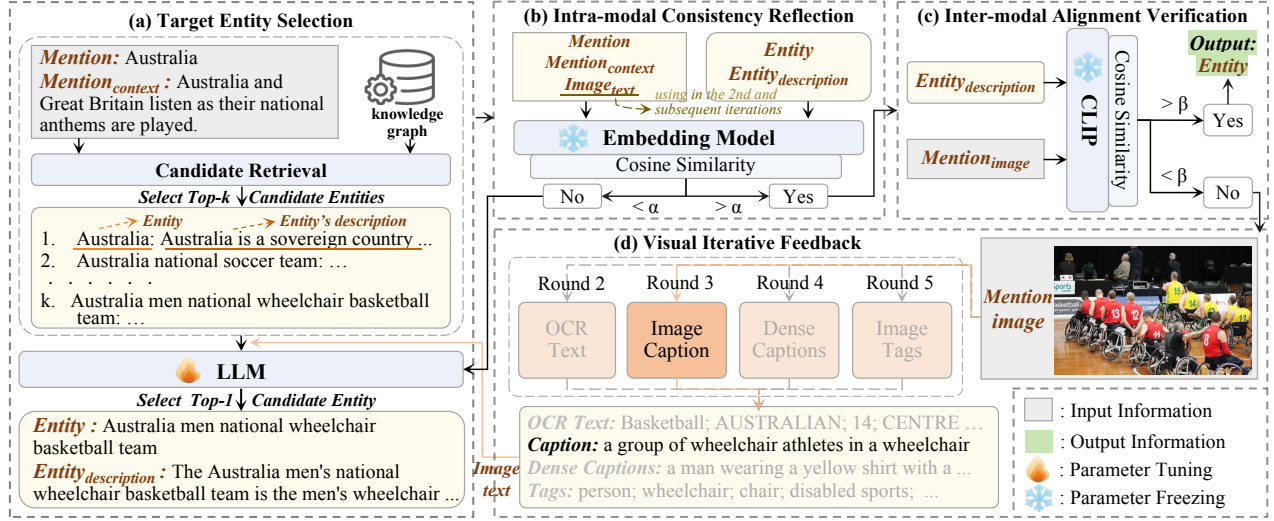 (a) Target Entity Selection
Mention: Australia
Mention_context : Australia and
Great Britain listen as their national
anthems are played.
knowledge
graph
Candidate Retrieval
Select Top-k Candidate Entities
Entity
Entity's description
1. Australia: Australia is a sovereign country ...
2. Australia national soccer team: ...
. . . . . .
k. Australia men national wheelchair basketball
team: ...
LLM
Select Top-1 Candidate Entity
Entity : Australia men national wheelchair
basketball team
Entity_description : The Australia men's national
wheelchair basketball team is the men's wheelchair ...
(b) Intra-modal Consistency Reflection
Mention
Mention_context
Image_text
Entity
Entity_description
using in the 2nd and
subsequent iterations
Embedding Model
Cosine Similarity
No
< α
> α
Yes
(c) Inter-modal Alignment Verification
Entity_description
Mention_image
CLIP
Cosine Similarity
Output:
Entity
> β
Yes
< β
No
(d) Visual Iterative Feedback
Round 2
Round 3
Round 4
Round 5
OCR
Text
Image
Caption
Dense
Captions
Image
Tags
Mention
image
OCR Text: Basketball; AUSTRALIAN; 14; CENTRE ...
Caption: a group of wheelchair athletes in a wheelchair
Dense Captions: a man wearing a yellow shirt with a ...
Tags: person; wheelchair; chair; disabled sports; ...
Image
text
: Input Information
: Output Information
: Parameter Tuning
: Parameter Freezing